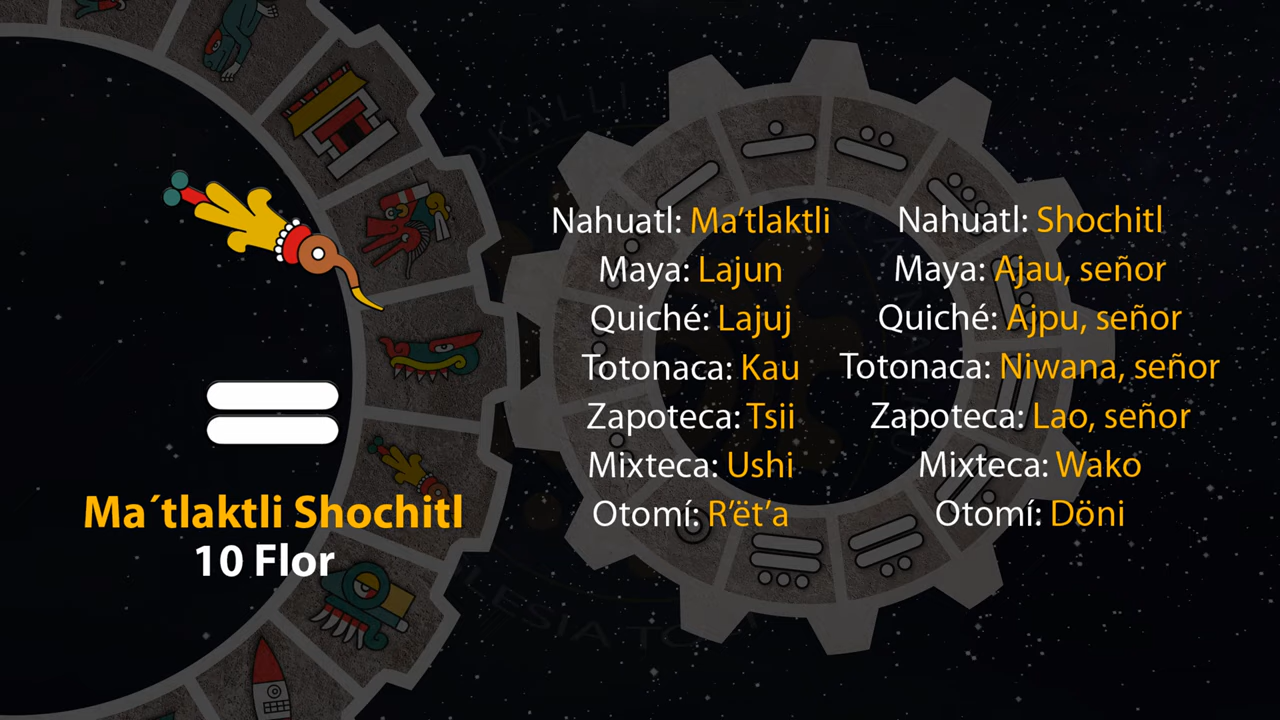 Nahuatl: Ma’tlaktli
Maya: Lajun
Quiché: Lajuj
Totonaca: Kau
Zapoteca: Tsii
Mixteca: Ushi
Otomí: R’ët’a
Nahuatl: Shochitl
Maya: Ajau, señor
Quiché: Ajpu, señor
Totonaca: Niwana, señor
Zapoteca: Lao, señor
Mixteca: Wako
Otomí: Döni
Ma´tlaktli Shochitl
10 Flor